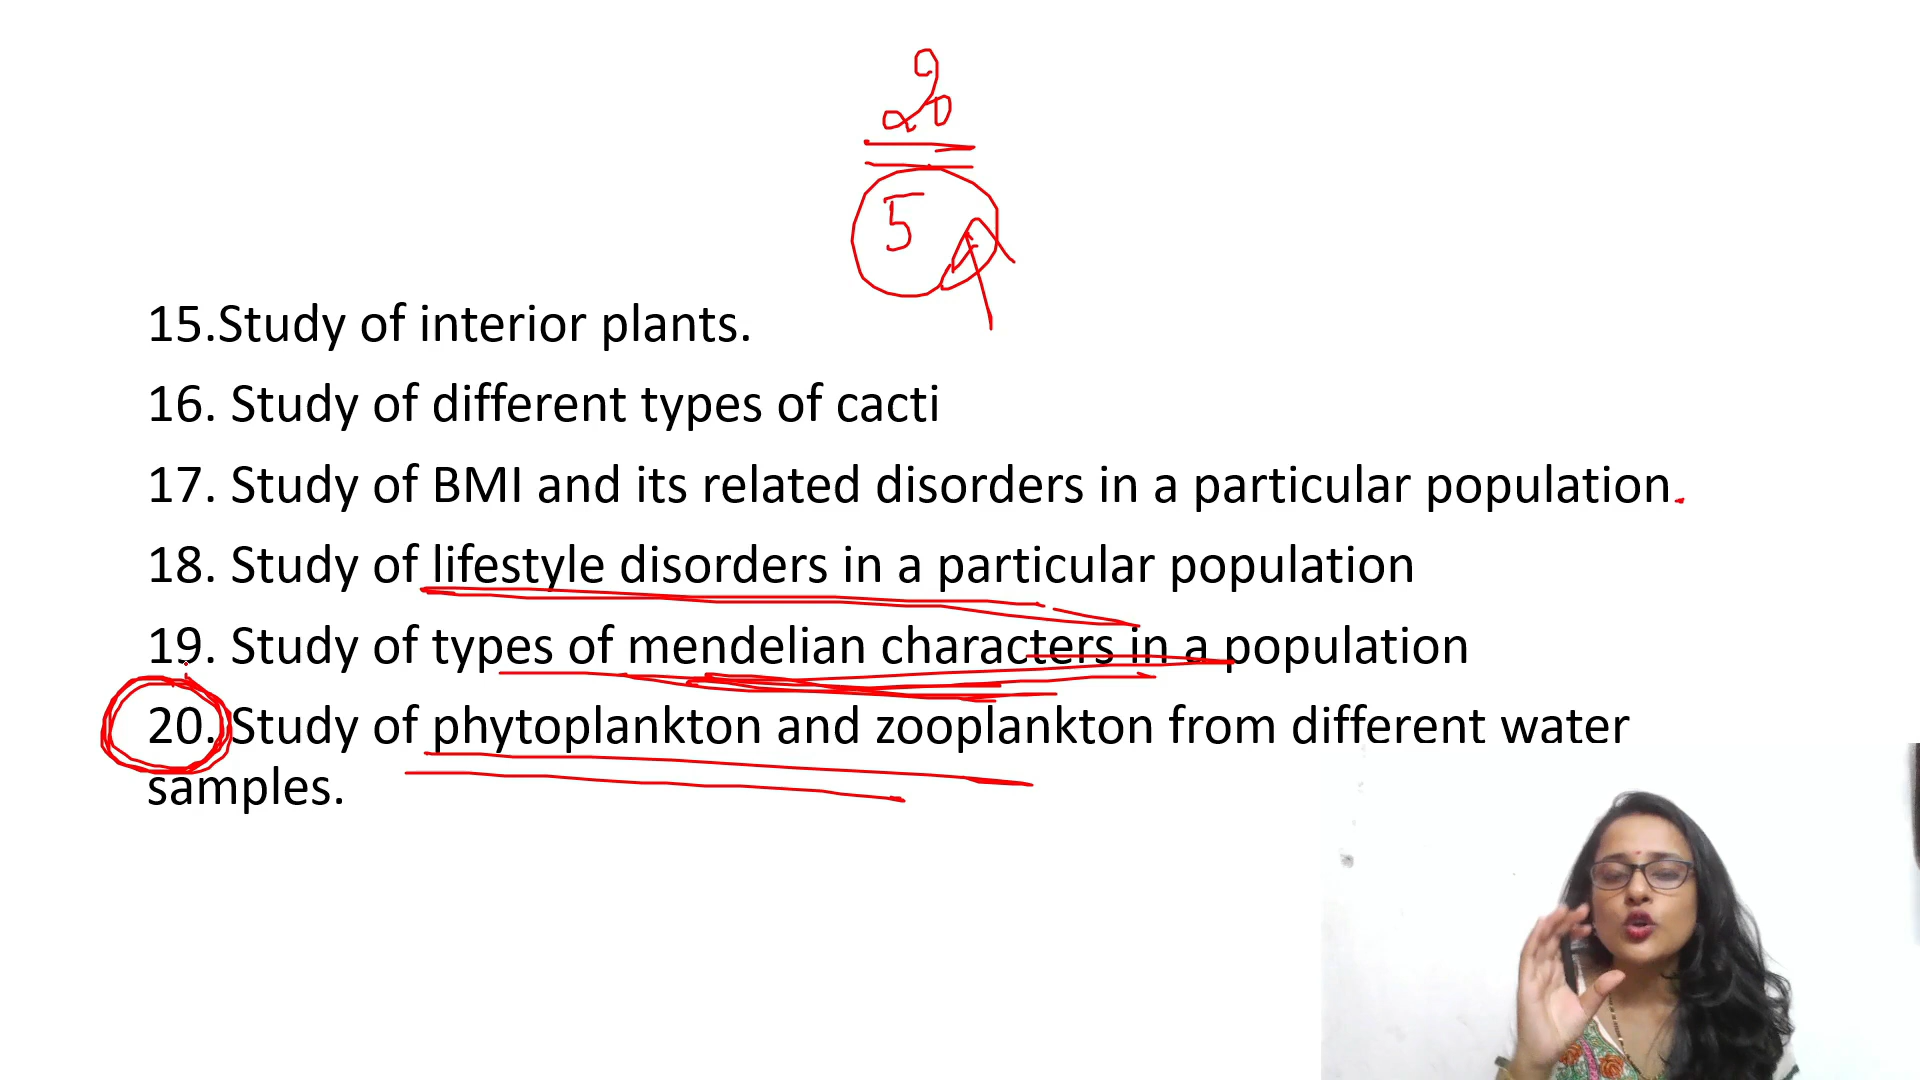 20
5
15.Study of interior plants.
16. Study of different types of cacti
17. Study of BMI and its related disorders in a particular population.
18. Study of lifestyle disorders in a particular population
19. Study of types of mendelian characters in a population
20. Study of phytoplankton and zooplankton from different water
samples.